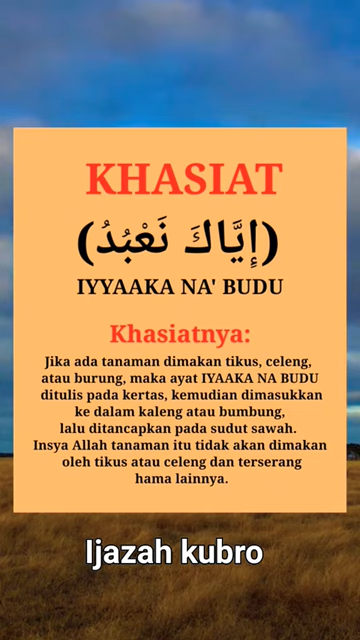 KHASIAT
(إِيَّاكَ نَعْبُدُ)
IYYAAKA NA' BUDU
Khasiatnya:
Jika ada tanaman dimakan tikus, celeng,
atau burung, maka ayat IYAAKA NA BUDU
ditulis pada kertas, kemudian dimasukkan
ke dalam kaleng atau bumbung,
lalu ditancapkan pada sudut sawah.
Insya Allah tanaman itu tidak akan dimakan
oleh tikus atau celeng dan terserang
hama lainnya.
Ijazah kubro